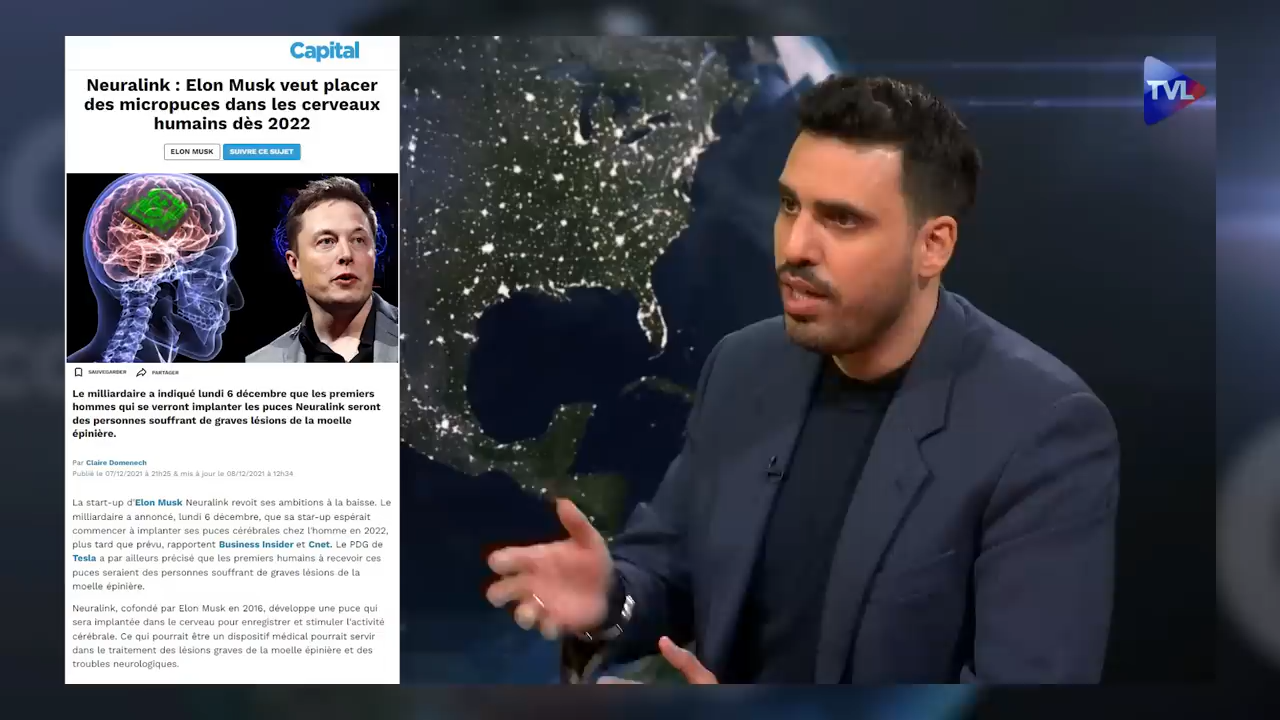 Capital
Neuralink : Elon Musk veut placer
des micropuces dans les cerveaux
humains dès 2022
ELON MUSK
SUIVRE CE SUJET
SAUVEGARDER
PARTAGER
Le milliardaire a indiqué lundi 6 décembre que les premiers
hommes qui se verront implanter les puces Neuralink seront
des personnes souffrant de graves lésions de la moelle
épinière.
Par Claire Domenech
Publié le 07/12/2021 à 21h25 & mis à jour le 08/12/2021 à 12h34
La start-up d'Elon Musk Neuralink revoit ses ambitions à la baisse. Le
milliardaire a annoncé, lundi 6 décembre, que sa star-up espérait
commencer à implanter ses puces cérébrales chez l'homme en 2022,
plus tard que prévu, rapportent Business Insider et Cnet. Le PDG de
Tesla a par ailleurs précisé que les premiers humains à recevoir ces
puces seraient des personnes souffrant de graves lésions de la
moelle épinière.
Neuralink, cofondé par Elon Musk en 2016, développe une puce qui
sera implantée dans le cerveau pour enregistrer et stimuler l'activité
cérébrale. Ce qui pourrait être un dispositif médical pourrait servir
dans le traitement des lésions graves de la moelle épinière et des
troubles neurologiques.
TVL